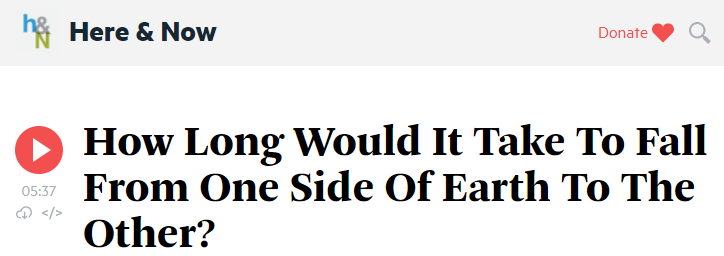 h&N
Here & Now
Donate
How Long Would It Take To Fall
From One Side Of Earth To The
Other?
05:37
</>